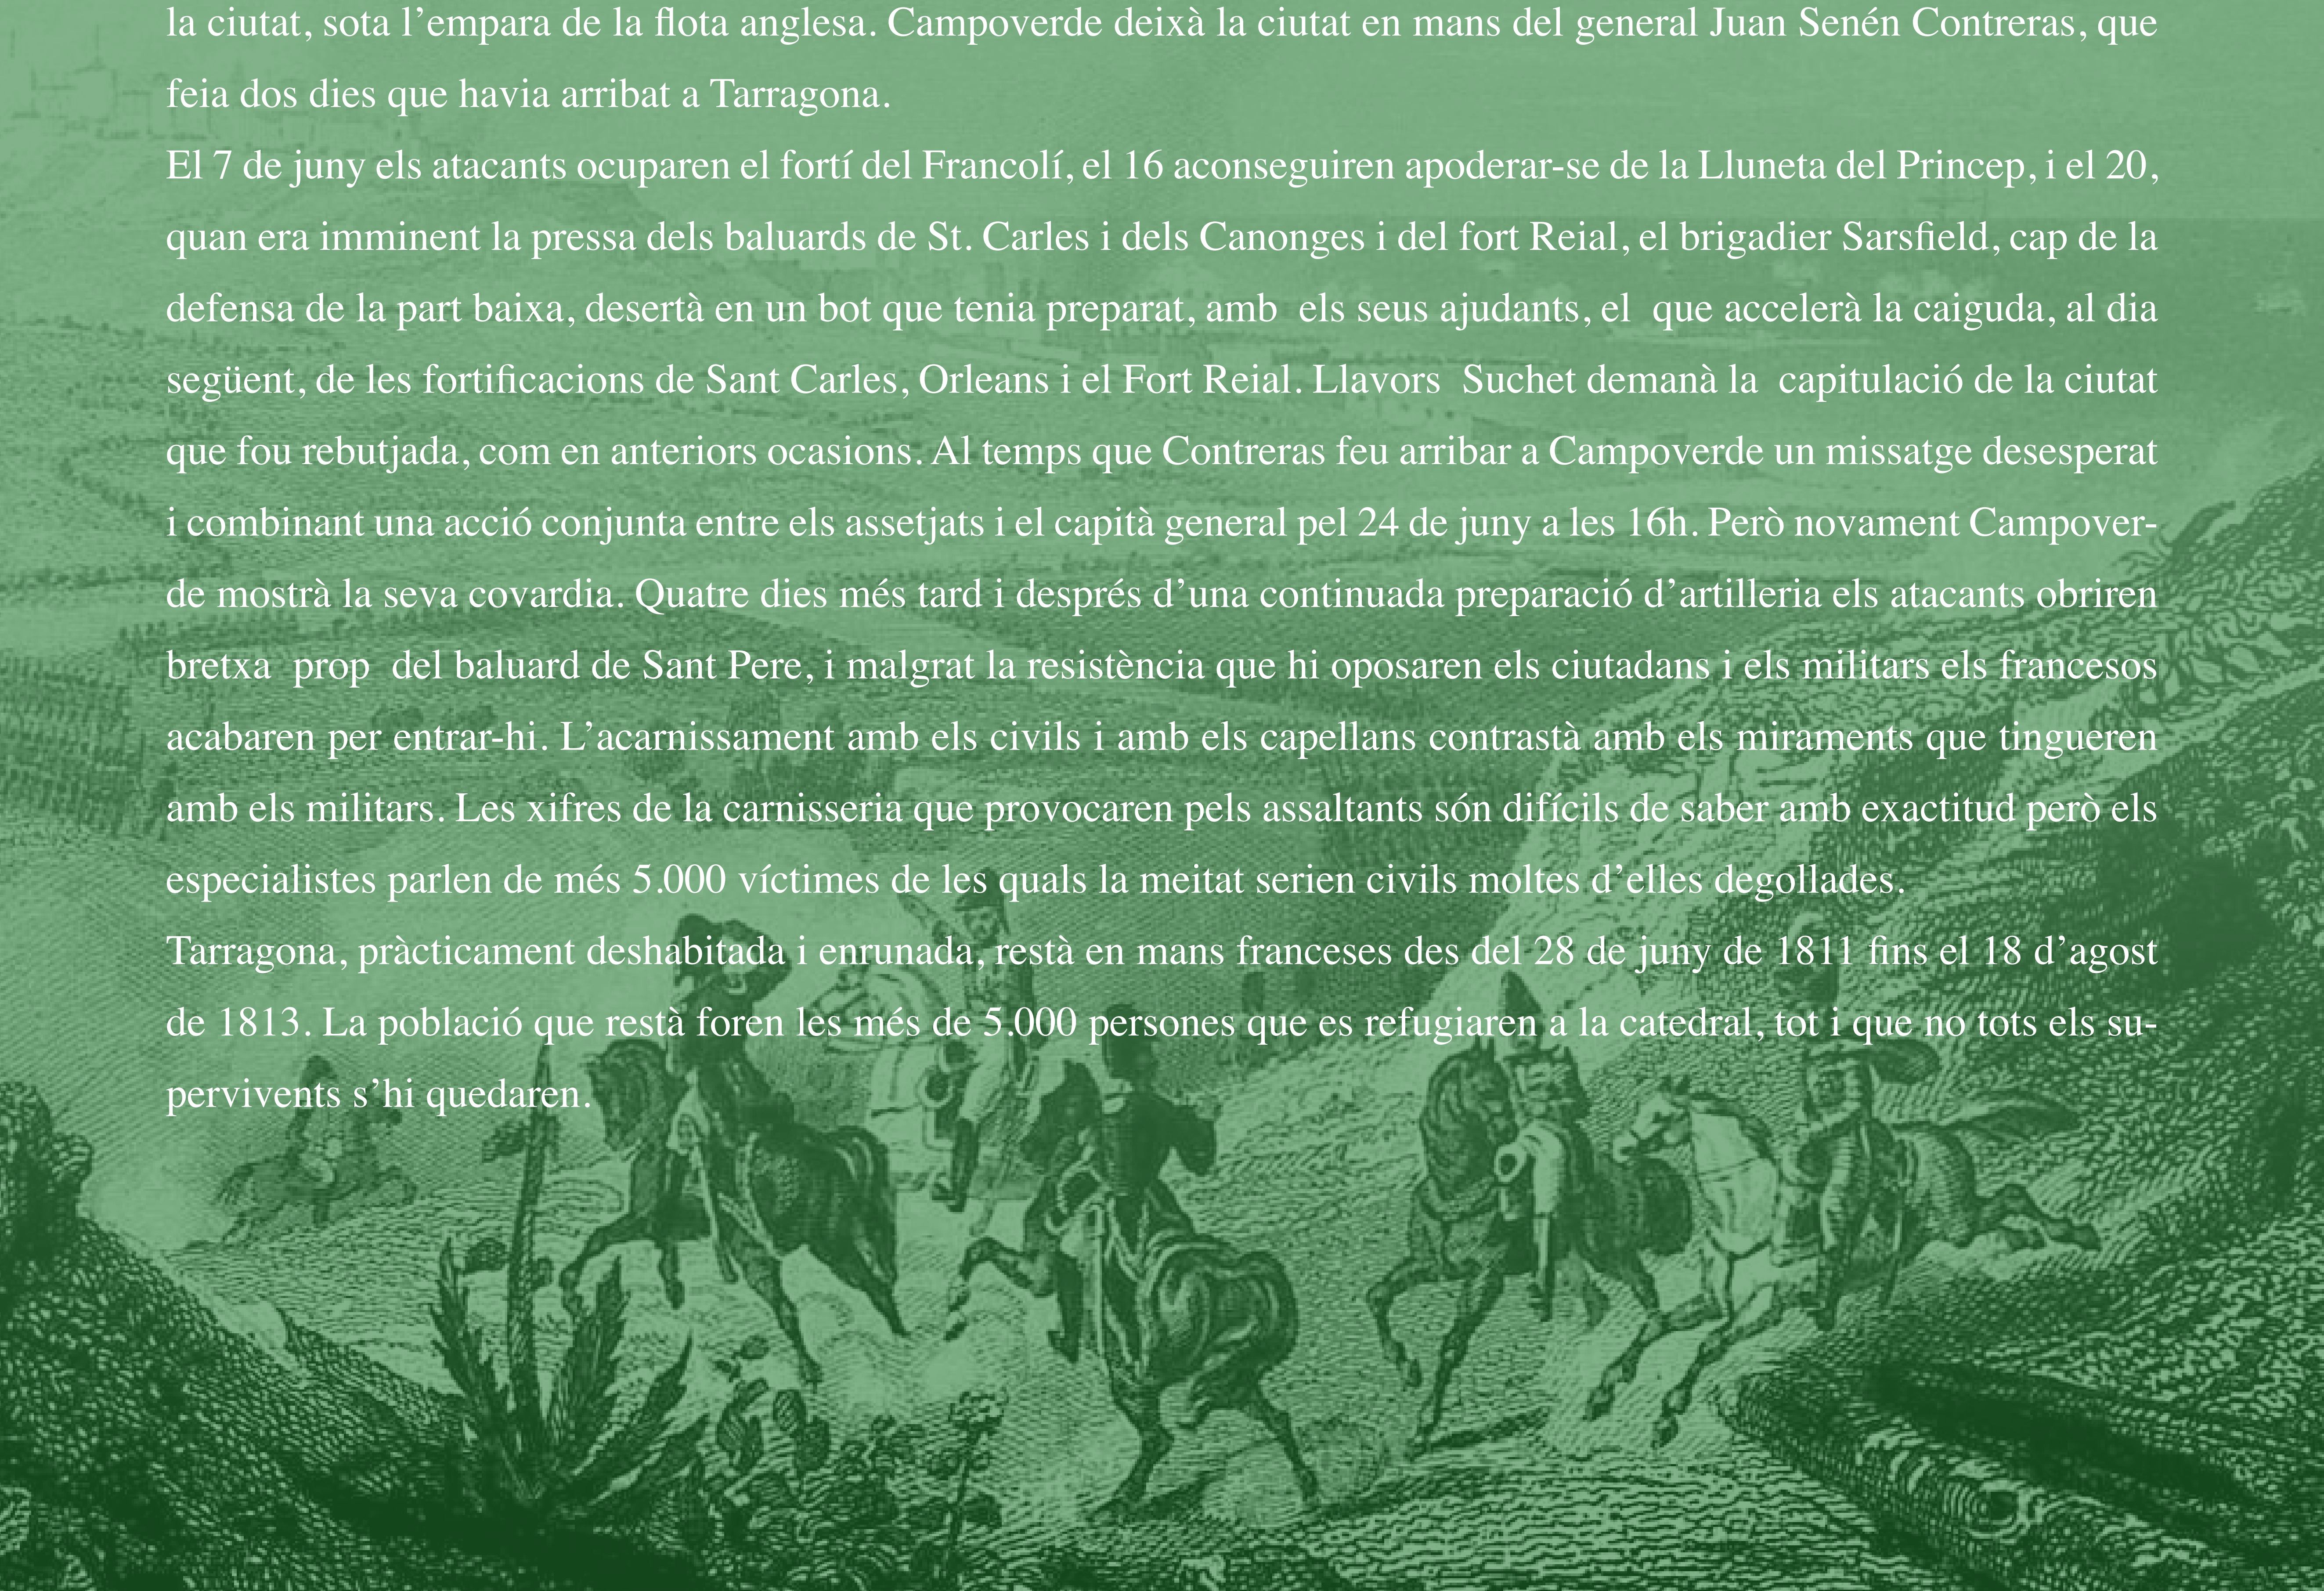 la ciutat, sota l’empara de la flota anglesa. Campoverde deixà la ciutat en mans del general Juan Senén Contreras, que
feia dos dies que havia arribat a Tarragona.
El 7 de juny els atacants ocuparen el fortí del Francolí, el 16 aconseguiren apoderar-se de la Lluneta del Princep, i el 20,
quan era imminent la pressa dels baluards de St. Carles i dels Canonges i del fort Reial, el brigadier Sarsfield, cap de la
defensa de la part baixa, desertà en un bot que tenia preparat, amb  els seus ajudants, el  que accelerà la caiguda, al dia
següent, de les fortificacions de Sant Carles, Orleans i el Fort Reial. Llavors  Suchet demanà la  capitulació de la ciutat
que fou rebutjada, com en anteriors ocasions. Al temps que Contreras feu arribar a Campoverde un missatge desesperat
i combinant una acció conjunta entre els assetjats i el capità general pel 24 de juny a les 16h. Però novament Campover-
de mostrà la seva covardia. Quatre dies més tard i després d’una continuada preparació d’artilleria els atacants obriren
bretxa  prop  del baluard de Sant Pere, i malgrat la resistència que hi oposaren els ciutadans i els militars els francesos
acabaren per entrar-hi. L’acarnissament amb els civils i amb els capellans contrastà amb els miraments que tingueren
amb els militars. Les xifres de la carnisseria que provocaren pels assaltants són difícils de saber amb exactitud però els
especialistes parlen de més 5.000 víctimes de les quals la meitat serien civils moltes d’elles degollades.
Tarragona, pràcticament deshabitada i enrunada, restà en mans franceses des del 28 de juny de 1811 fins el 18 d’agost
de 1813. La població que restà foren les més de 5.000 persones que es refugiaren a la catedral, tot i que no tots els su-
pervivents s’hi quedaren.